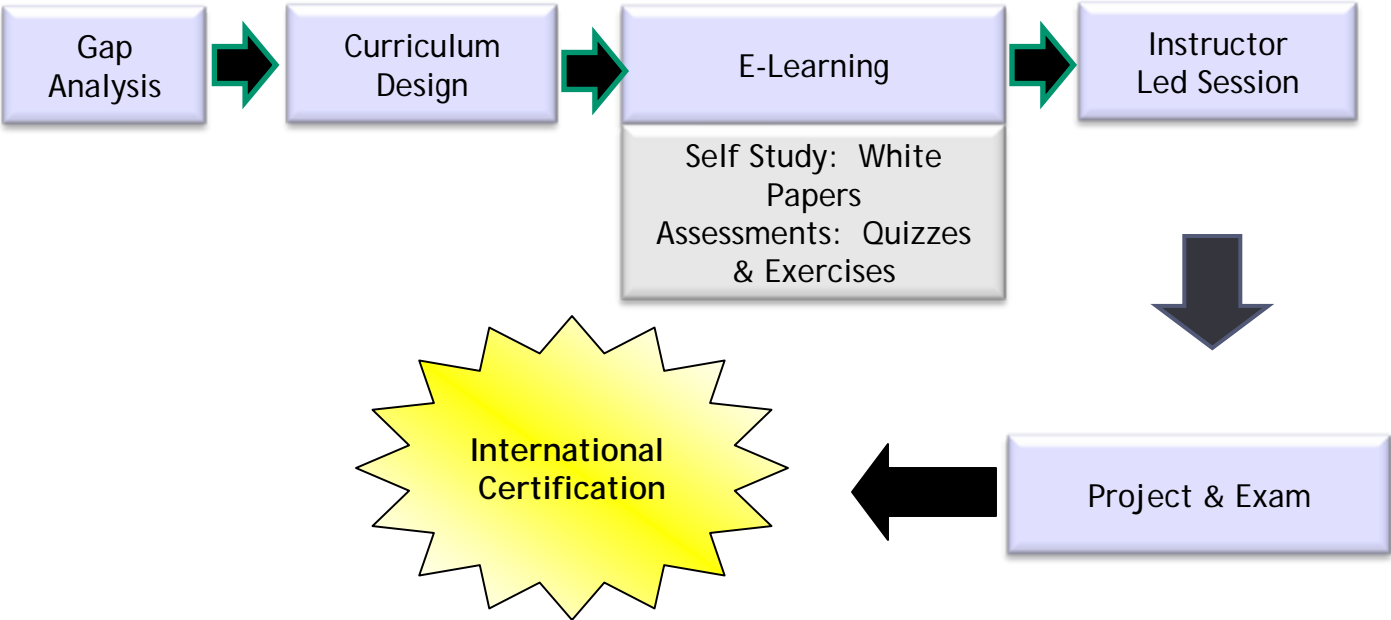 Gap
Analysis
Curriculum
Design
E-Learning
Instructor
Led Session
Self Study:  White
Papers
Assessments:  Quizzes
& Exercises
International
Certification
Project & Exam